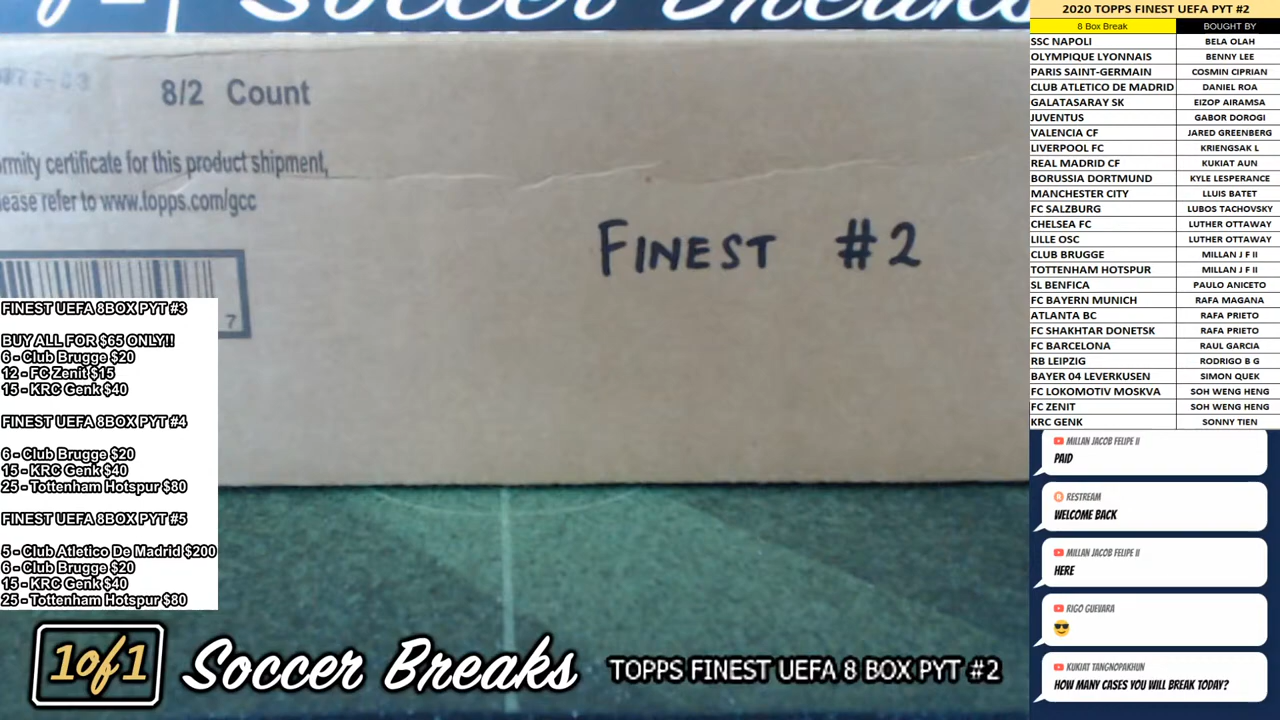 Soccer Breaks
8/2 Count
ormity certificate for this product shipment,
ease refer to www.topps.com/gcc
7
FINEST #2
FINEST UEFA 8BOX PYT #3
BUY ALL FOR $65 ONLY!!
6 - Club Brugge $20
12 - FC Zenit $15
15 - KRC Genk $40
FINEST UEFA 8BOX PYT #4
6 - Club Brugge $20
15 - KRC Genk $40
25 - Tottenham Hotspur $80
FINEST UEFA 8BOX PYT #5
5 - Club Atletico De Madrid $200
6 - Club Brugge $20
15 - KRC Genk $40
25 - Tottenham Hotspur $80
1of1 Soccer Breaks TOPPS FINEST UEFA 8 BOX PYT #2
2020 TOPPS FINEST UEFA PYT #2
8 Box Break BOUGHT BY
SSC NAPOLI BELA OLAH
OLYMPIQUE LYONNAIS BENNY LEE
PARIS SAINT-GERMAIN COSMIN CIPRIAN
CLUB ATLETICO DE MADRID DANIEL ROA
GALATASARAY SK EIZOP AIRAMSA
JUVENTUS GABOR DOROGI
VALENCIA CF JARED GREENBERG
LIVERPOOL FC KRIENGSAK L
REAL MADRID CF KUKIAT AUN
BORUSSIA DORTMUND KYLE LESPERANCE
MANCHESTER CITY LLUIS BATET
FC SALZBURG LUBOS TACHOVSKY
CHELSEA FC LUTHER OTTAWAY
LILLE OSC LUTHER OTTAWAY
CLUB BRUGGE MILLAN J F II
TOTTENHAM HOTSPUR MILLAN J F II
SL BENFICA PAULO ANICETO
FC BAYERN MUNICH RAFA MAGANA
ATLANTA BC RAFA PRIETO
FC SHAKHTAR DONETSK RAFA PRIETO
FC BARCELONA RAUL GARCIA
RB LEIPZIG RODRIGO B G
BAYER 04 LEVERKUSEN SIMON QUEK
FC LOKOMOTIV MOSKVA SOH WENG HENG
FC ZENIT SOH WENG HENG
KRC GENK SONNY TIEN
MILLAN JACOB FELIPE II
PAID
RESTREAM
WELCOME BACK
MILLAN JACOB FELIPE II
HERE
RIGO GUEVARA
😎
KUKIAT TANGNOPAKHUN
HOW MANY CASES YOU WILL BREAK TODAY?